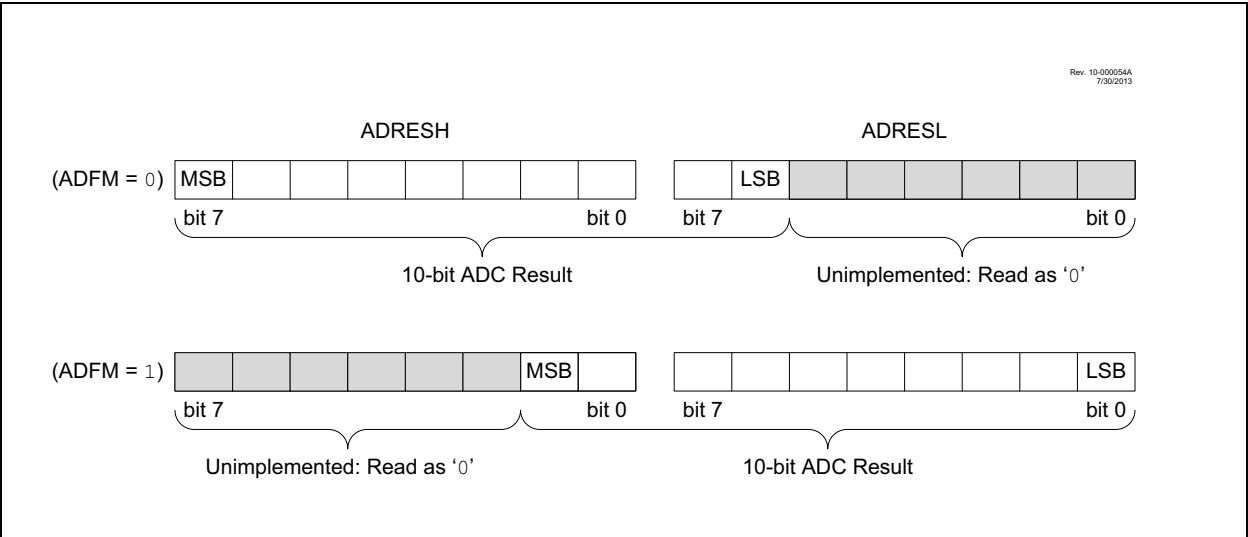 Rev. 10-000054A
7/30/2013
ADRESH ADRESL
(ADFM = 0) MSB LSB
bit 7 bit 0 bit 7 bit 0
10-bit ADC Result Unimplemented: Read as ‘0’
(ADFM = 1) MSB LSB
bit 7 bit 0 bit 7 bit 0
Unimplemented: Read as ‘0’ 10-bit ADC Result